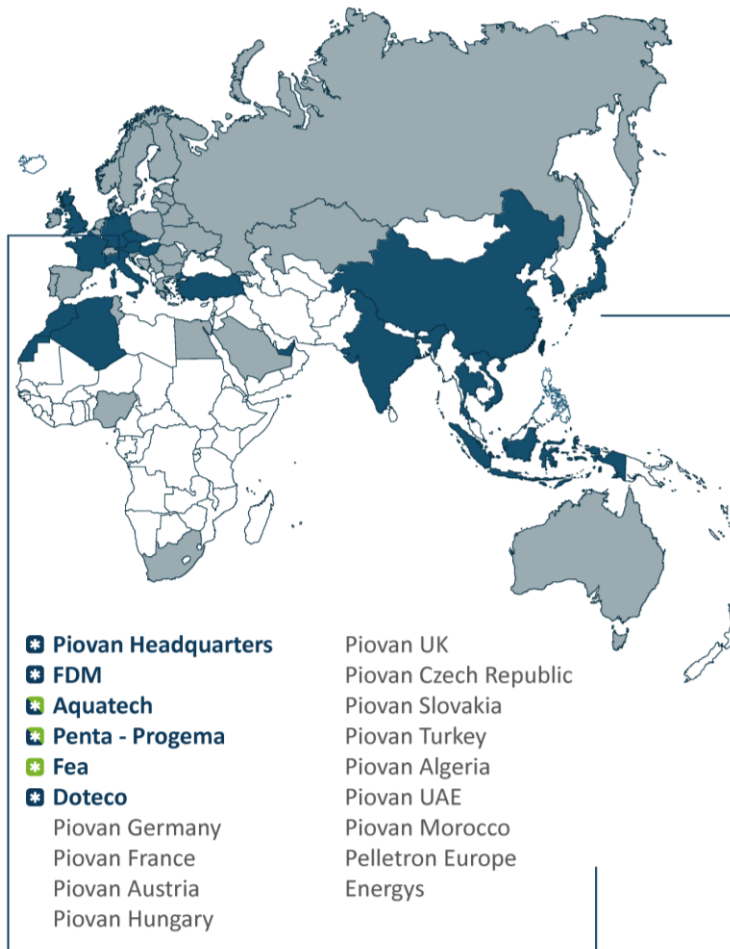 Piovan Headquarters
FDM
Aquatech
Penta - Progema
Fea
Doteco
Piovan Germany
Piovan France
Piovan Austria
Piovan Hungary
Piovan UK
Piovan Czech Republic
Piovan Slovakia
Piovan Turkey
Piovan Algeria
Piovan UAE
Piovan Morocco
Pelletron Europe
Energys